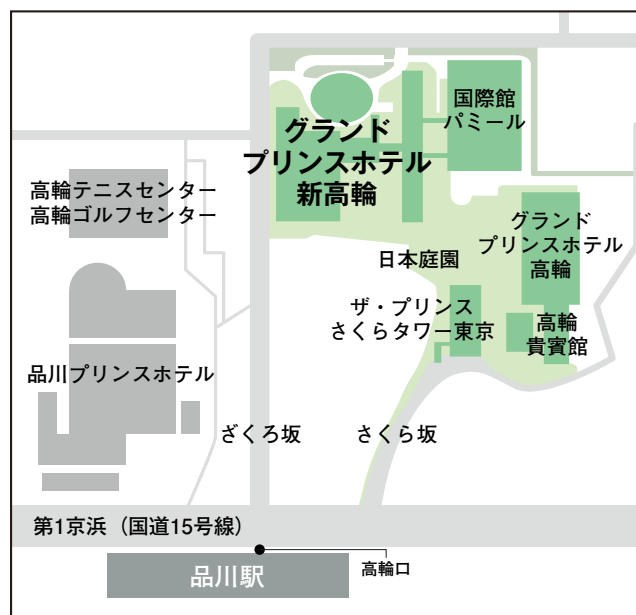 国際館
パミール
グランド
プリンスホテル
新高輪
高輪テニスセンター
高輪ゴルフセンター
グランド
プリンスホテル
高輪
日本庭園
ザ・プリンス
さくらタワー東京
高輪
貴賓館
品川プリンスホテル
ざくろ坂
さくら坂
第1京浜（国道15号線）
高輪口
品川駅